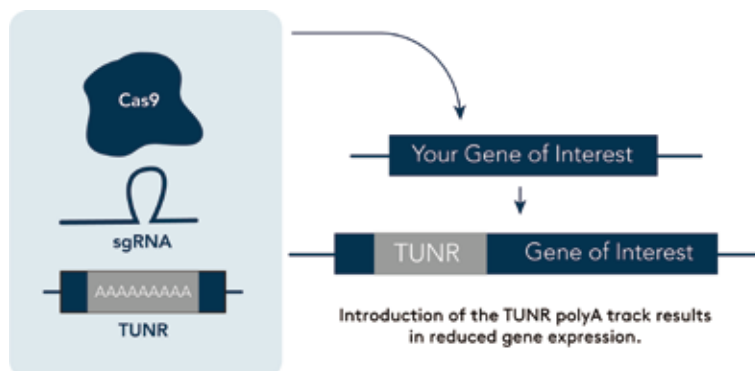 Cas9
sgRNA
AAAAAAAAA
TUNR
Your Gene of Interest
TUNR
Gene of Interest
Introduction of the TUNR polyA track results
in reduced gene expression.